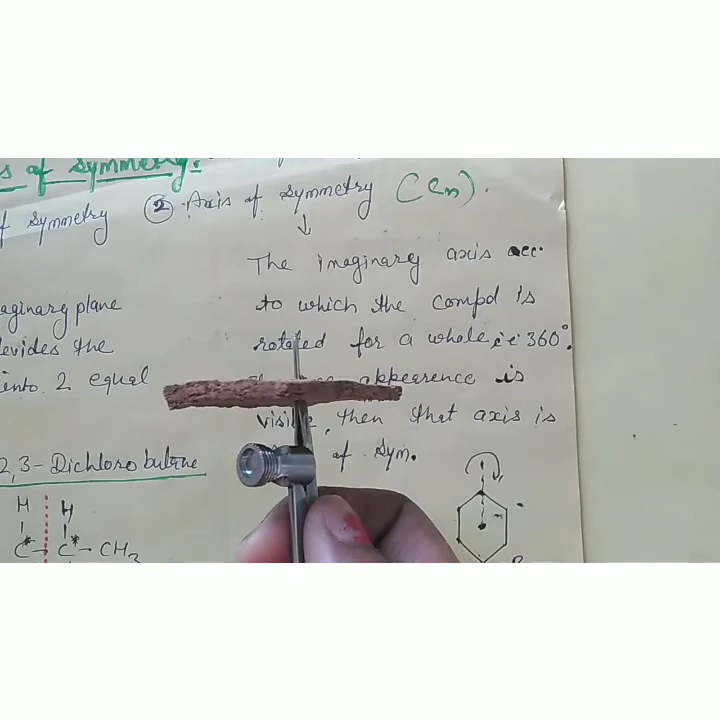 s of symmetry:
of symmetry
aginary plane
evides the
into 2 equal
2,3-Dichlorobutane
H H
C* - C* - CH3
② Axis of symmetry (Cn).
↓
The imaginary axis acc.
to which the compd is
rotated for a whole i.e 360°.
appearence is
visible, then that axis is
of sym.